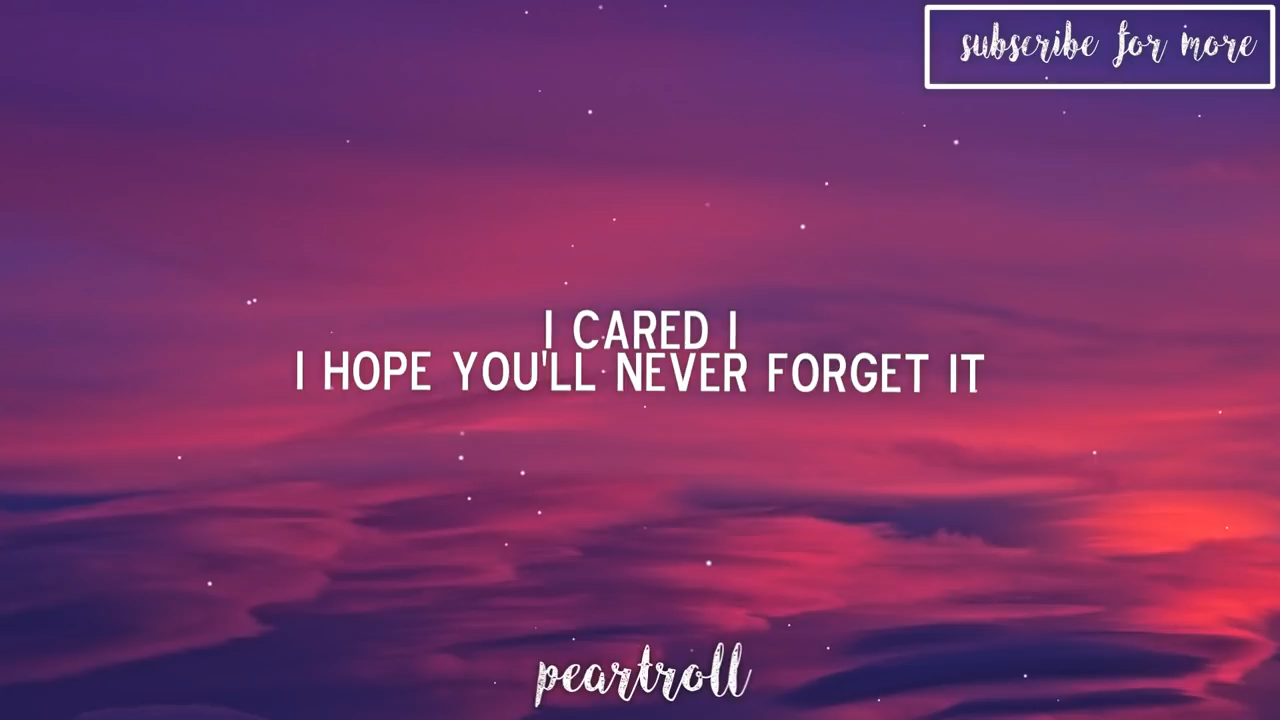 subscribe for more
I CARED I
I HOPE YOU'LL NEVER FORGET IT
peartroll